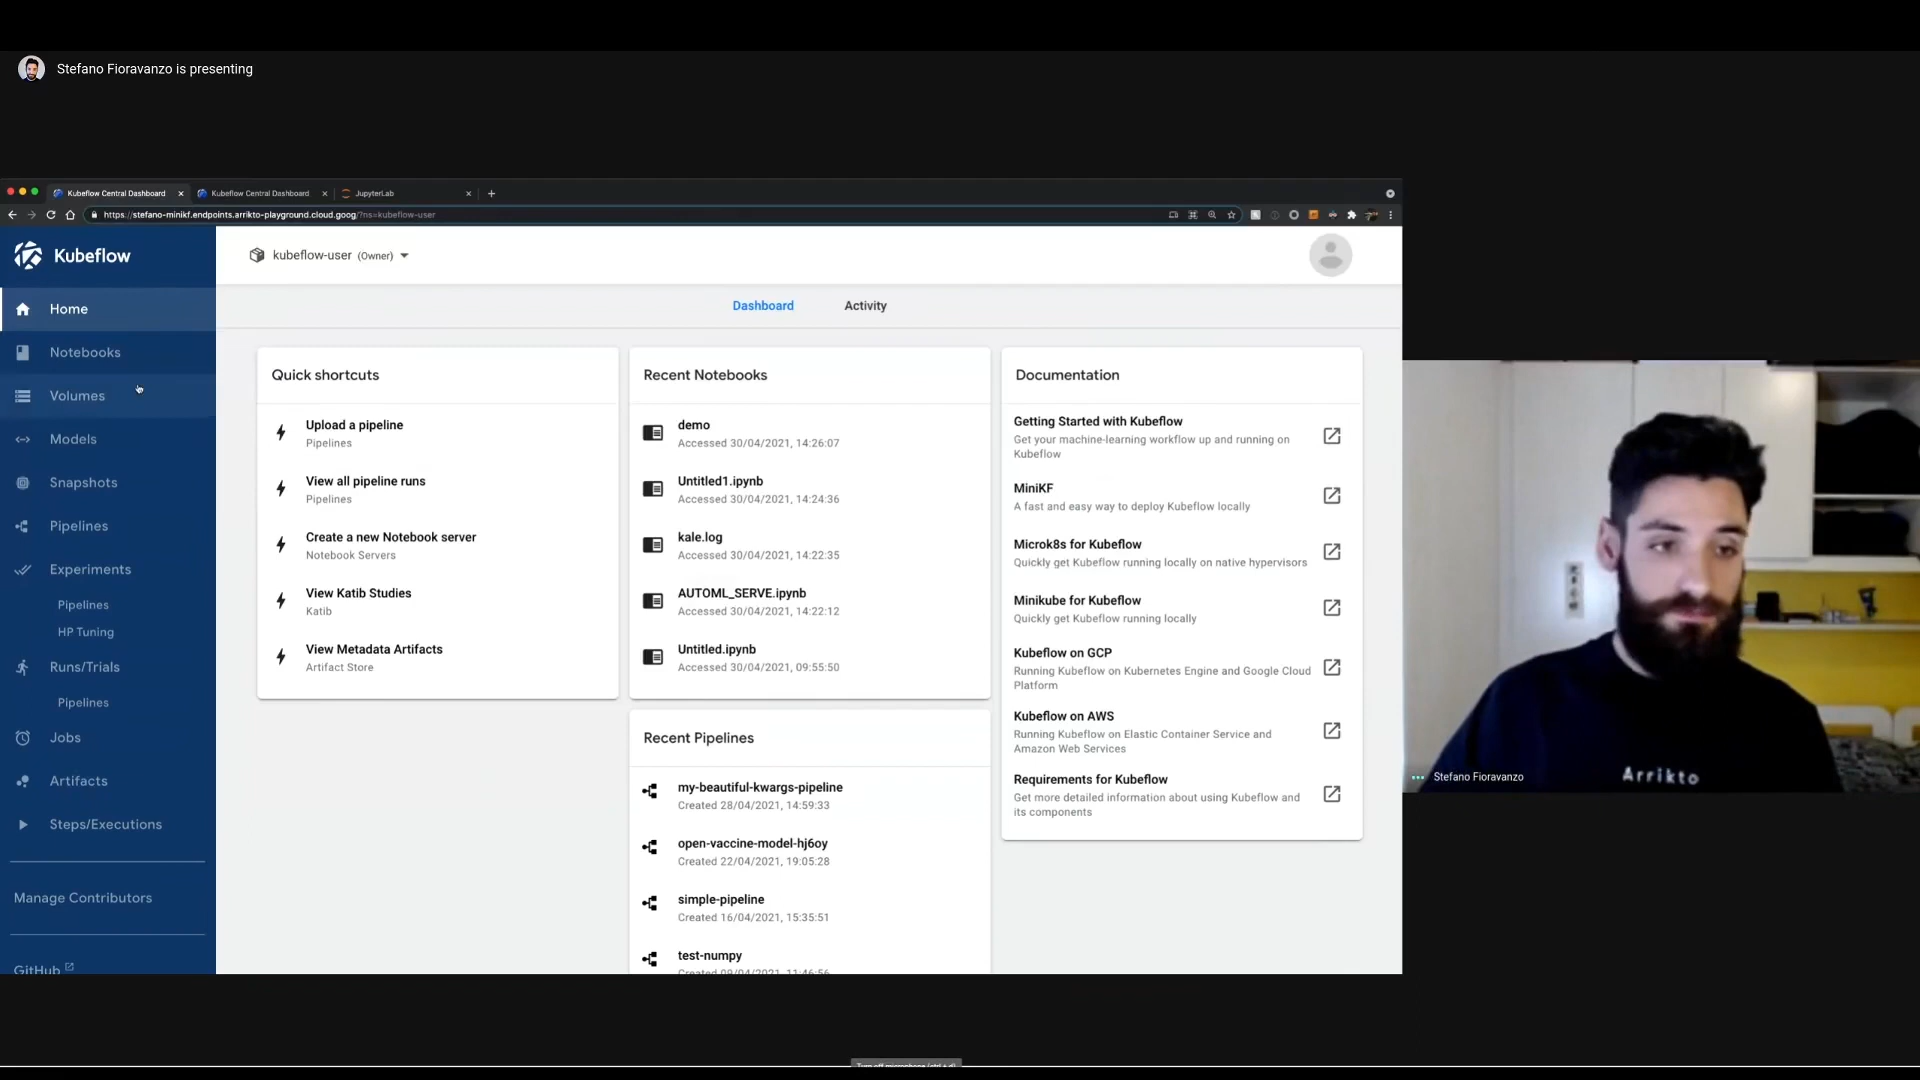 Stefano Fioravanzo is presenting
Kubeflow Central Dashboard
Kubeflow Central Dashboard
JupyterLab
https://stefano-minikf.endpoints.arrikto-playground.cloud.goog/?ns=kubeflow-user
Kubeflow
kubeflow-user (Owner)
Home
Notebooks
Volumes
Models
Snapshots
Pipelines
Experiments
Pipelines
HP Tuning
Runs/Trials
Pipelines
Jobs
Artifacts
Steps/Executions
Manage Contributors
GitHub
Dashboard
Activity
Quick shortcuts
Upload a pipeline
Pipelines
View all pipeline runs
Pipelines
Create a new Notebook server
Notebook Servers
View Katib Studies
Katib
View Metadata Artifacts
Artifact Store
Recent Notebooks
demo
Accessed 30/04/2021, 14:26:07
Untitled1.ipynb
Accessed 30/04/2021, 14:24:36
kale.log
Accessed 30/04/2021, 14:22:35
AUTOML_SERVE.ipynb
Accessed 30/04/2021, 14:22:12
Untitled.ipynb
Accessed 30/04/2021, 09:55:50
Recent Pipelines
my-beautiful-kwargs-pipeline
Created 28/04/2021, 14:59:33
open-vaccine-model-hj6oy
Created 22/04/2021, 19:05:28
simple-pipeline
Created 16/04/2021, 15:35:51
test-numpy
Created 09/04/2021, 11:46:56
Documentation
Getting Started with Kubeflow
Get your machine-learning workflow up and running on
Kubeflow
MiniKF
A fast and easy way to deploy Kubeflow locally
Microk8s for Kubeflow
Quickly get Kubeflow running locally on native hypervisors
Minikube for Kubeflow
Quickly get Kubeflow running locally
Kubeflow on GCP
Running Kubeflow on Kubernetes Engine and Google Cloud
Platform
Kubeflow on AWS
Running Kubeflow on Elastic Container Service and
Amazon Web Services
Requirements for Kubeflow
Get more detailed information about using Kubeflow and
its components
Stefano Fioravanzo
Arrikto